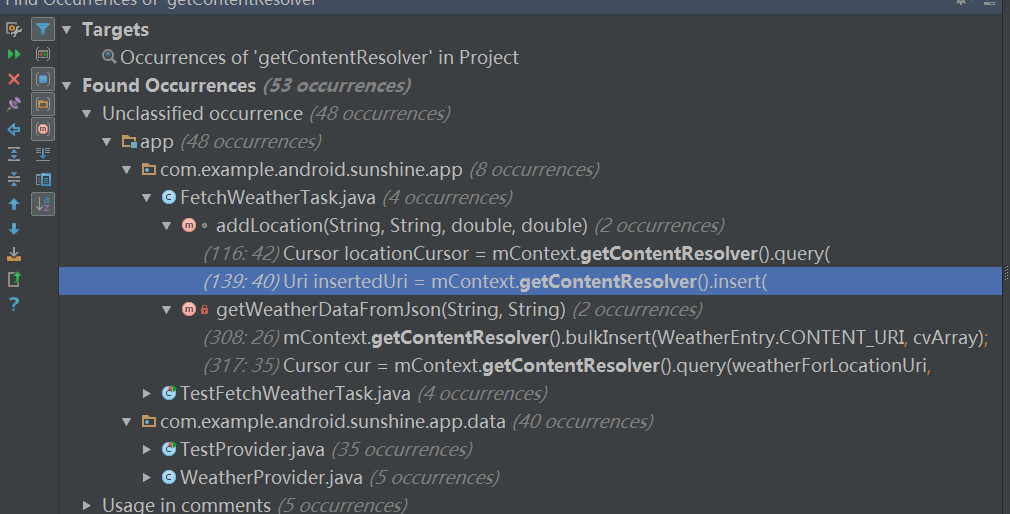 Find Occurrences of 'getContentResolver'
Targets
Occurrences of 'getContentResolver' in Project
Found Occurrences (53 occurrences)
Unclassified occurrence (48 occurrences)
app (48 occurrences)
com.example.android.sunshine.app (8 occurrences)
FetchWeatherTask.java (4 occurrences)
addLocation(String, String, double, double) (2 occurrences)
(116: 42) Cursor locationCursor = mContext.getContentResolver().query(
(139: 40) Uri insertedUri = mContext.getContentResolver().insert(
getWeatherDataFromJson(String, String) (2 occurrences)
(308: 26) mContext.getContentResolver().bulkInsert(WeatherEntry.CONTENT_URI, cvArray);
(317: 35) Cursor cur = mContext.getContentResolver().query(weatherForLocationUri,
TestFetchWeatherTask.java (4 occurrences)
com.example.android.sunshine.app.data (40 occurrences)
TestProvider.java (35 occurrences)
WeatherProvider.java (5 occurrences)
Usage in comments (5 occurrences)